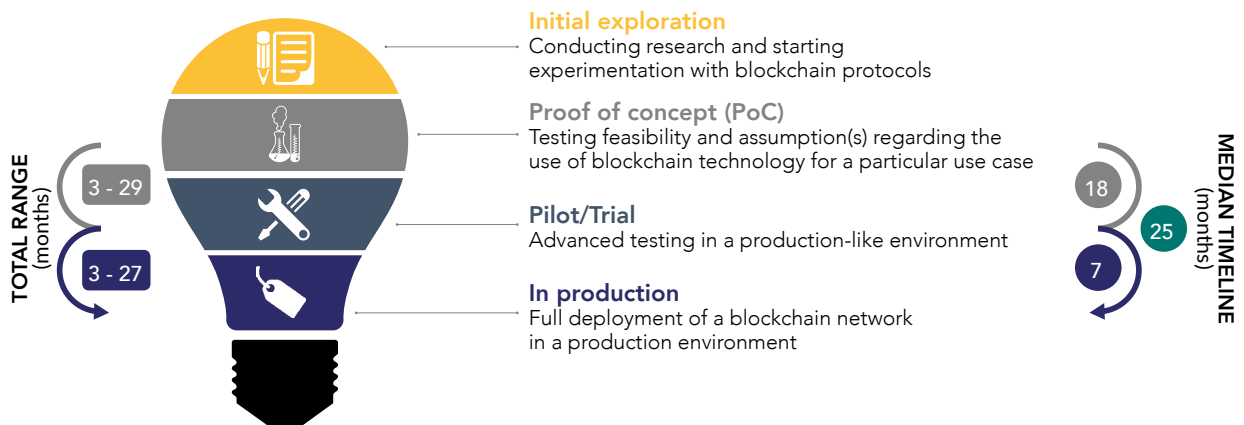 Initial exploration
Conducting research and starting
experimentation with blockchain protocols
Proof of concept (PoC)
Testing feasibility and assumption(s) regarding the
use of blockchain technology for a particular use case
Pilot/Trial
Advanced testing in a production-like environment
In production
Full deployment of a blockchain network
in a production environment
TOTAL RANGE
(months)
3 - 29
3 - 27
18
25
7
MEDIAN TIMELINE
(months)